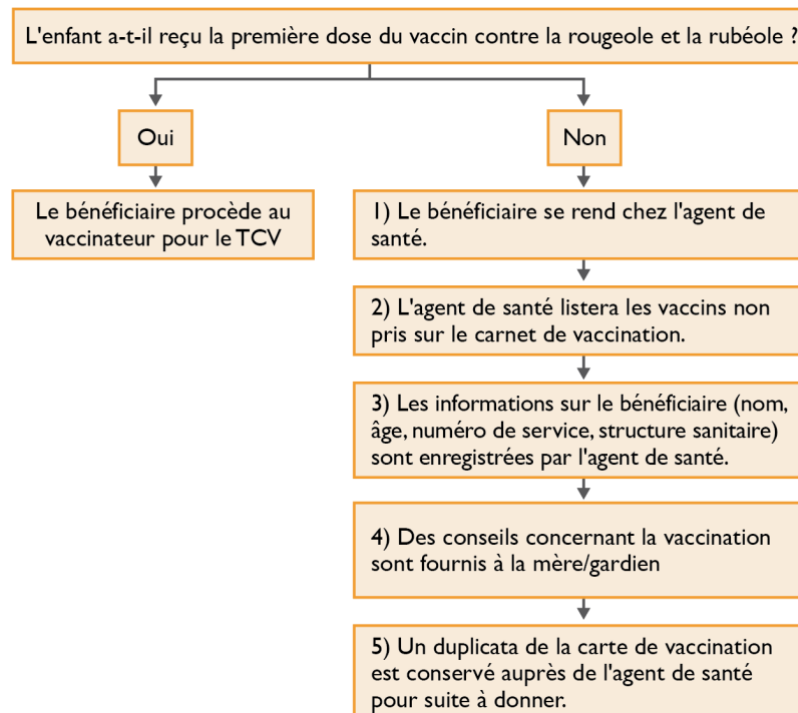 L'enfant a-t-il reçu la première dose du vaccin contre la rougeole et la rubéole ?
Oui
Non
Le bénéficiaire procède au
vaccinateur pour le TCV
1) Le bénéficiaire se rend chez l'agent de
santé.
2) L'agent de santé listera les vaccins non
pris sur le carnet de vaccination.
3) Les informations sur le bénéficiaire (nom,
âge, numéro de service, structure sanitaire)
sont enregistrées par l'agent de santé.
4) Des conseils concernant la vaccination
sont fournis à la mère/gardien
5) Un duplicata de la carte de vaccination
est conservé auprès de l'agent de santé
pour suite à donner.